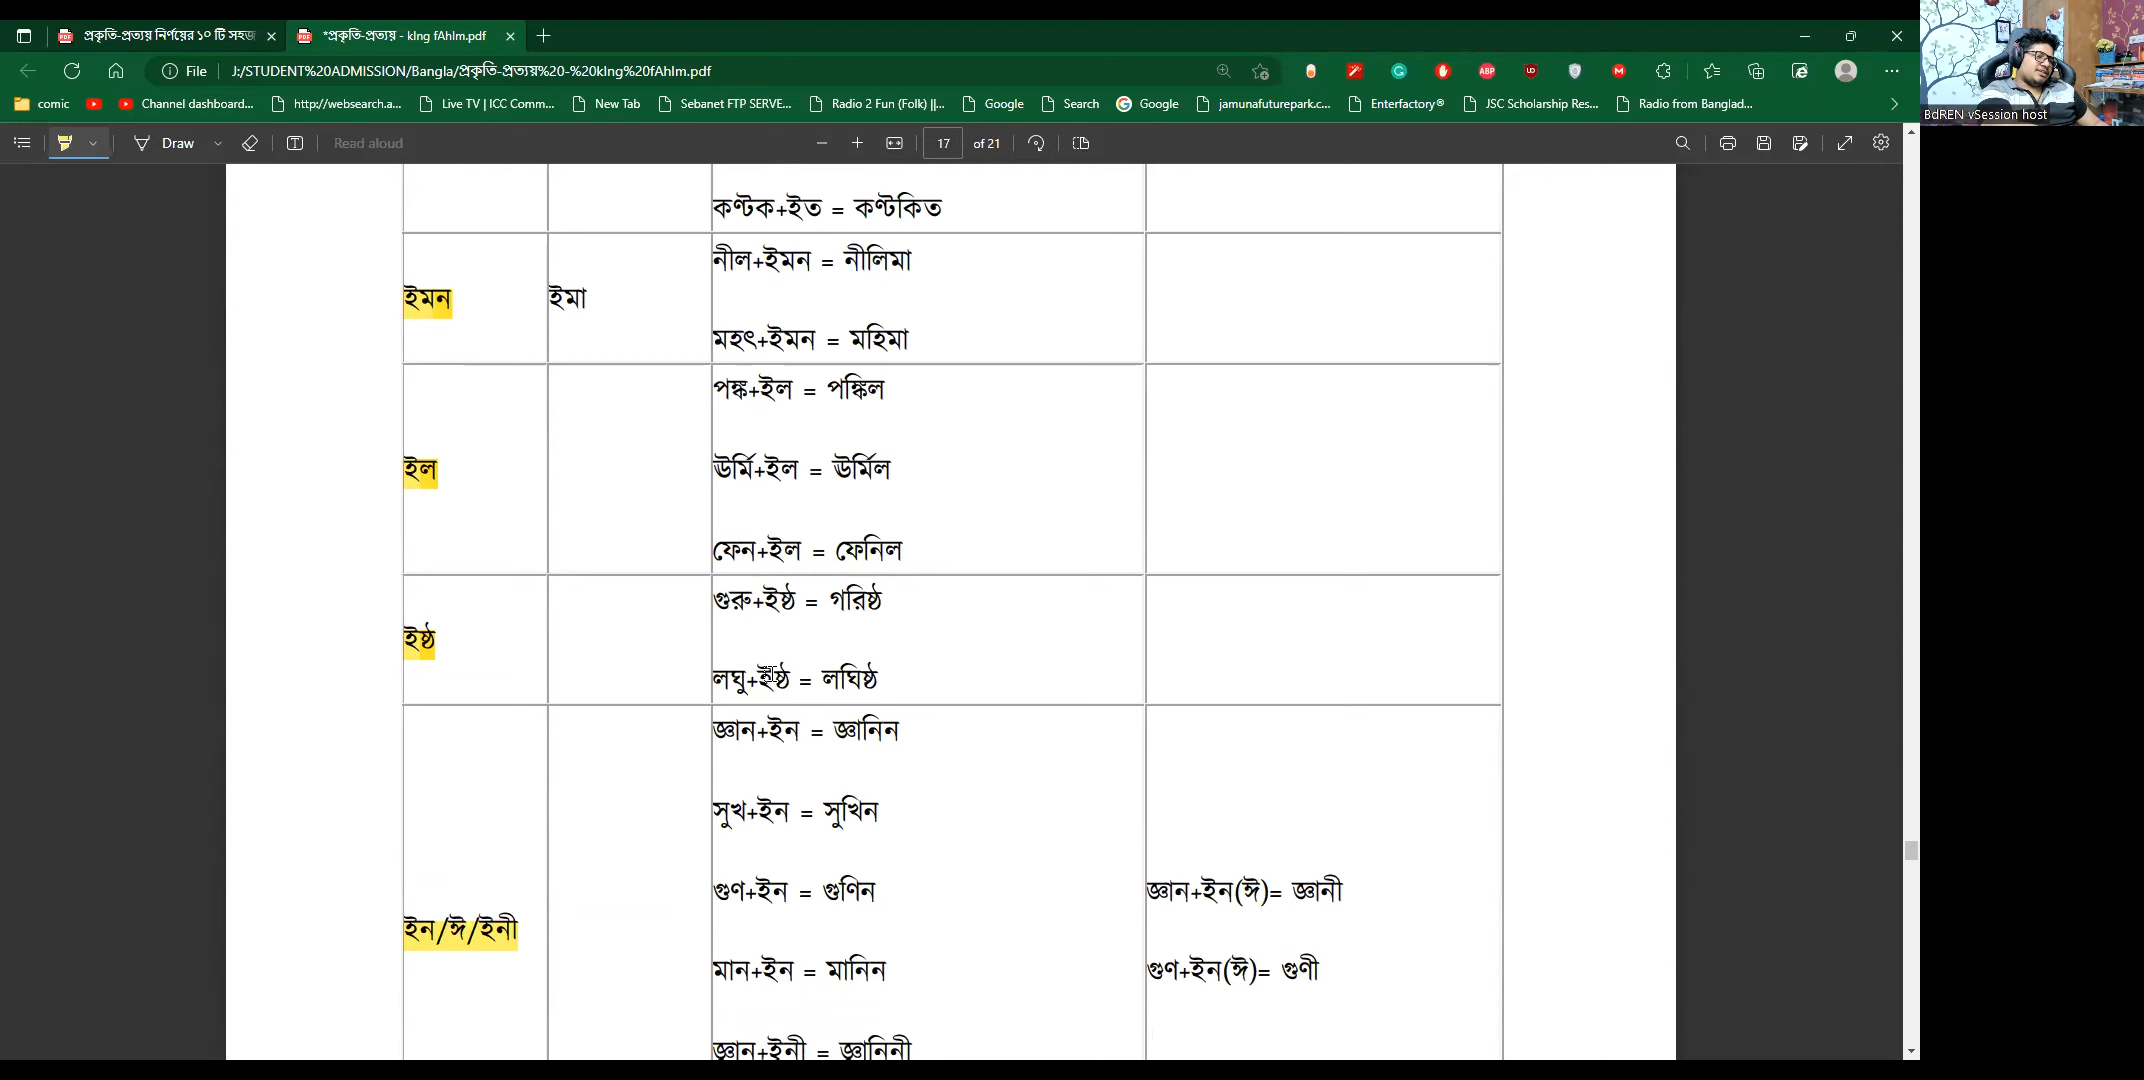 প্রকৃতি-প্রত্যয় নির্ণয়ের ১০ টি সহজ
*প্রকৃতি-প্রত্যয় - kIng fAhIm.pdf
File J:/STUDENT%20ADMISSION/Bangla/প্রকৃতি-প্রত্যয়%20-%20kIng%20fAhIm.pdf
comic Channel dashboard... http://websearch.a... Live TV | ICC Comm... New Tab Sebanet FTP SERVE... Radio 2 Fun (Folk) ||... Google Search Google jamunafuturepark.c... Enterfactory® JSC Scholarship Res... Radio from Banglad...
Draw Read aloud 17 of 21
BdREN vSession host
কণ্টক+ইত = কণ্টকিত
নীল+ইমন = নীলিমা
ইমন ইমা
মহৎ+ইমন = মহিমা
পঙ্ক+ইল = পঙ্কিল
ইল ঊর্মি+ইল = ঊর্মিল
ফেন+ইল = ফেনিল
গুরু+ইষ্ঠ = গরিষ্ঠ
ইষ্ঠ
লঘু+ইষ্ঠ = লঘিষ্ঠ
জ্ঞান+ইন = জ্ঞানিন
সুখ+ইন = সুখিন
গুণ+ইন = গুণিন জ্ঞান+ইন(ঈ)= জ্ঞানী
ইন/ঈ/ইনী
মান+ইন = মানিন গুণ+ইন(ঈ)= গুণী
জ্ঞান+ইনী = জ্ঞানিনী